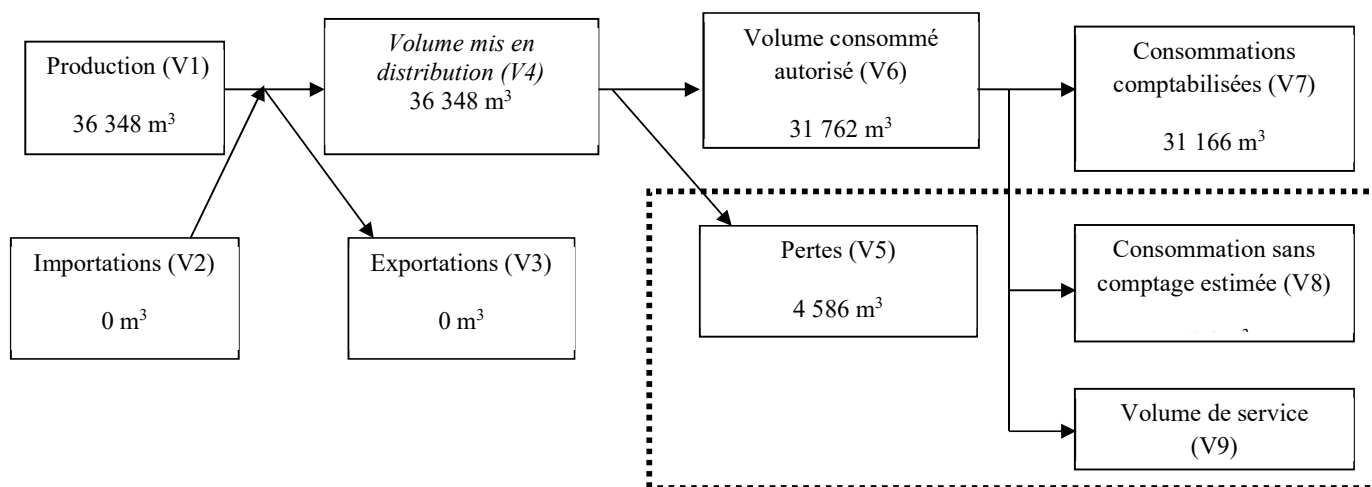 Production (V1)
36 348 m³
Volume mis en
distribution (V4)
36 348 m³
Volume consommé
autorisé (V6)
31 762 m³
Consommations
comptabilisées (V7)
31 166 m³
Importations (V2)
0 m³
Exportations (V3)
0 m³
Pertes (V5)
4 586 m³
Consommation sans
comptage estimée (V8)
Volume de service
(V9)